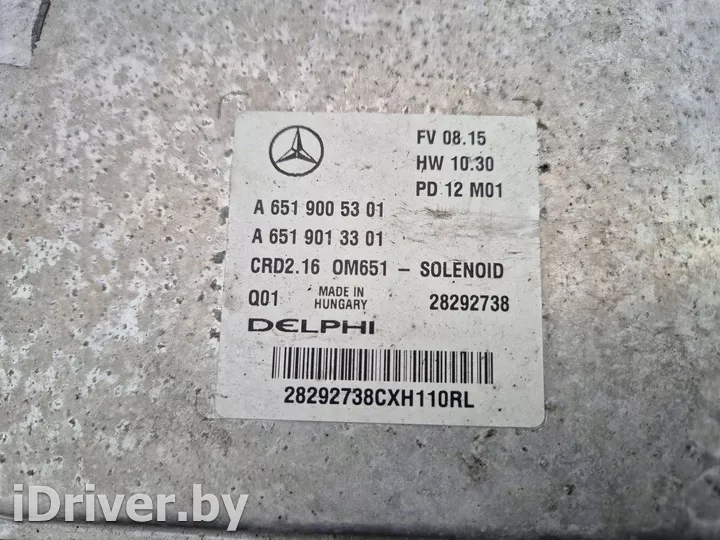 FV 08.15
HW 10.30
PD 12 M01
A 651 900 53 01
A 651 901 33 01
CRD2.16 OM651 – SOLENOID
Q01 MADE IN HUNGARY 28292738
DELPHI
28292738CXH110RL
iDriver.by